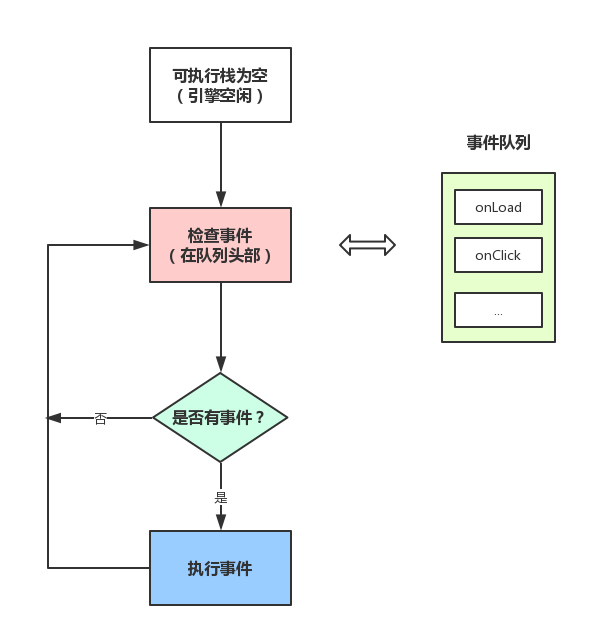 可执行栈为空
（引擎空闲）
事件队列
onLoad
检查事件
（在队列头部）
onClick
...
是否有事件？
否
是
执行事件